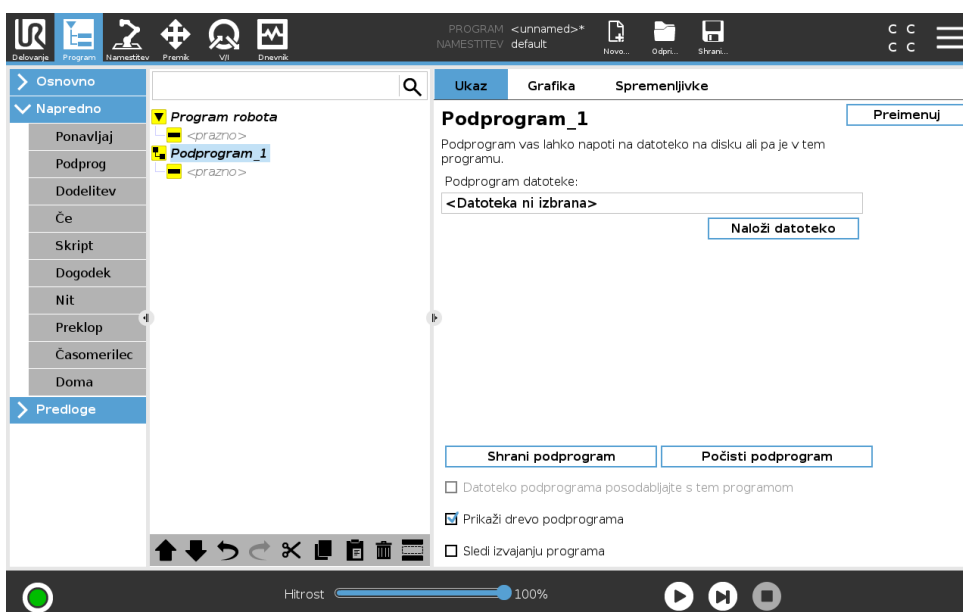 UR
Delovanje
Program
Namestitev
Premik
V/I
Dnevnik
PROGRAM <unnamed>*
NAMESTITEV default
Novo...
Odpri...
Shrani...
C C
C C
Osnovno
Napredno
Ponavljaj
Podprog
Dodelitev
Če
Skript
Dogodek
Nit
Preklop
Časomerilec
Doma
Predloge
Program robota
<prazno>
Podprogram_1
<prazno>
Ukaz
Grafika
Spremenljivke
Podprogram_1
Preimenuj
Podprogram vas lahko napoti na datoteko na disku ali pa je v tem
programu.
Podprogram datoteke:
<Datoteka ni izbrana>
Naloži datoteko
Shrani podprogram
Počisti podprogram
Datoteko podprograma posodabljajte s tem programom
Prikaži drevo podprograma
Sledi izvajanju programa
Hitrost
100%